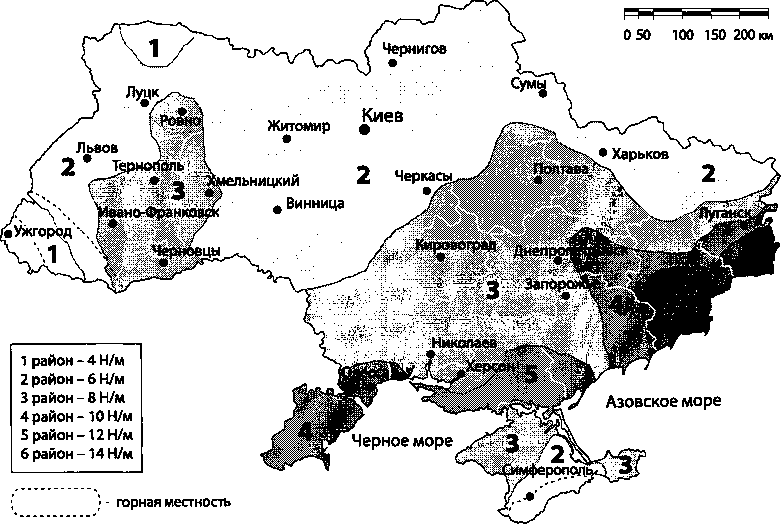 0 50 100 150 200 км
1
Чернигов
Сумы
Луцк
Ровно
Киев
Житомир
Львов
2
Тернополь
3
Хмельницкий
2
Черкасы
Харьков
Полтава
2
Винница
Ивано-Франковск
Луганск
Ужгород
1
Черновцы
Кировоград
3
Запорожье
4
Николаев
Херсон
5
1 район – 4 Н/м
2 район – 6 Н/м
3 район – 8 Н/м
4 район – 10 Н/м
5 район – 12 Н/м
6 район – 14 Н/м
4
Черное море
Азовское море
3
2
3
Симферополь
- горная местность